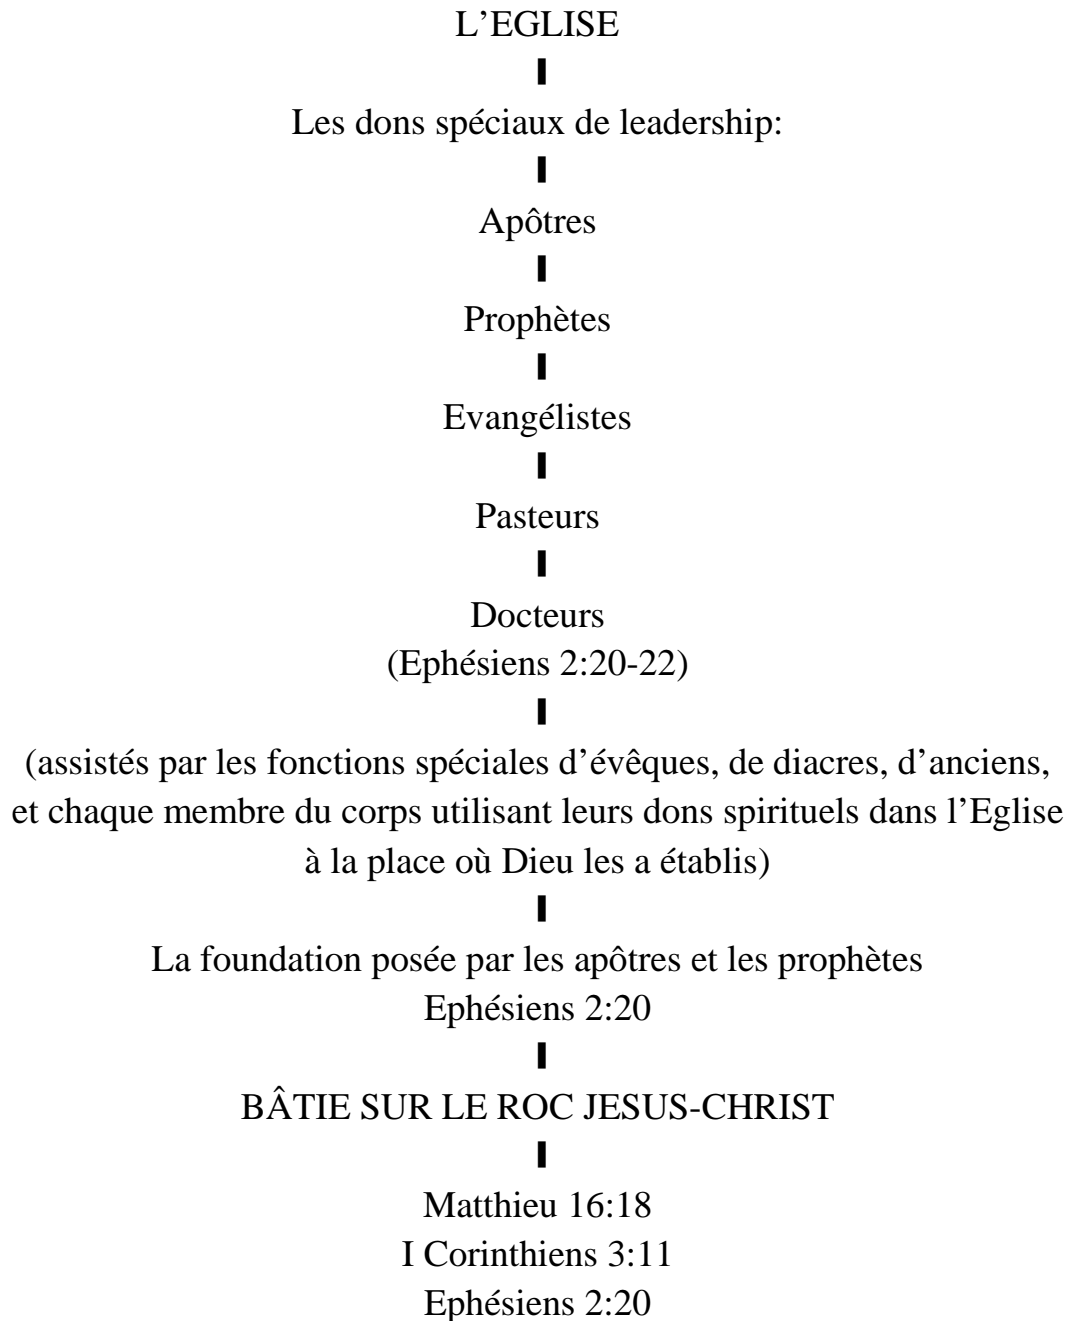 L’EGLISE
Les dons spéciaux de leadership:
Apôtres
Prophètes
Evangélistes
Pasteurs
Docteurs
(Ephésiens 2:20-22)
(assistés par les fonctions spéciales d’évêques, de diacres, d’anciens,
et chaque membre du corps utilisant leurs dons spirituels dans l’Eglise
à la place où Dieu les a établis)
La foundation posée par les apôtres et les prophètes
Ephésiens 2:20
BÂTIE SUR LE ROC JESUS-CHRIST
Matthieu 16:18
I Corinthiens 3:11
Ephésiens 2:20